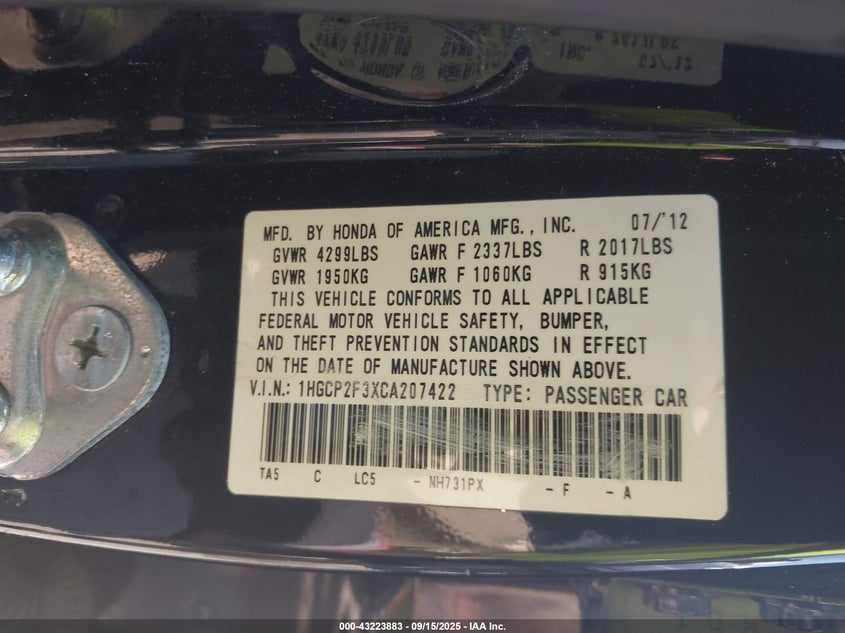 MFD. BY HONDA OF AMERICA MFG., INC. 07/'12
GVWR 4299LBS GAWR F 2337LBS R 2017LBS
GVWR 1950KG GAWR F 1060KG R 915KG
THIS VEHICLE CONFORMS TO ALL APPLICABLE
FEDERAL MOTOR VEHICLE SAFETY, BUMPER,
AND THEFT PREVENTION STANDARDS IN EFFECT
ON THE DATE OF MANUFACTURE SHOWN ABOVE.
V.I.N.: 1HGCP2F3XCA207422 TYPE: PASSENGER CAR
TA5 C LC5 - NH731PX - F - A
000-43223883 - 09/15/2025 - IAA Inc.